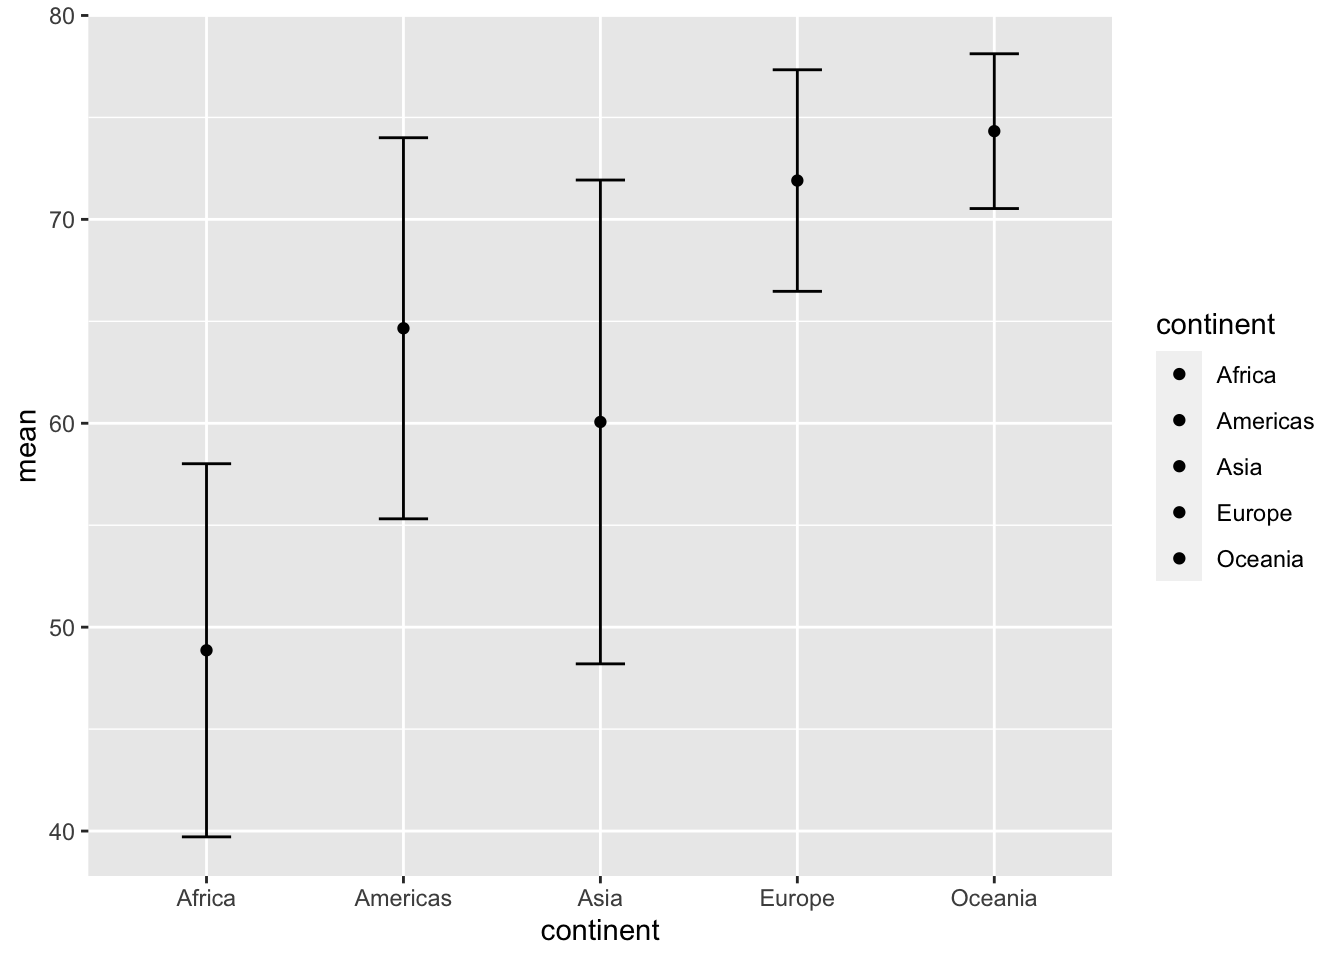 80
70
60
50
40
mean
Africa Americas Asia Europe Oceania
continent
continent
Africa
Americas
Asia
Europe
Oceania